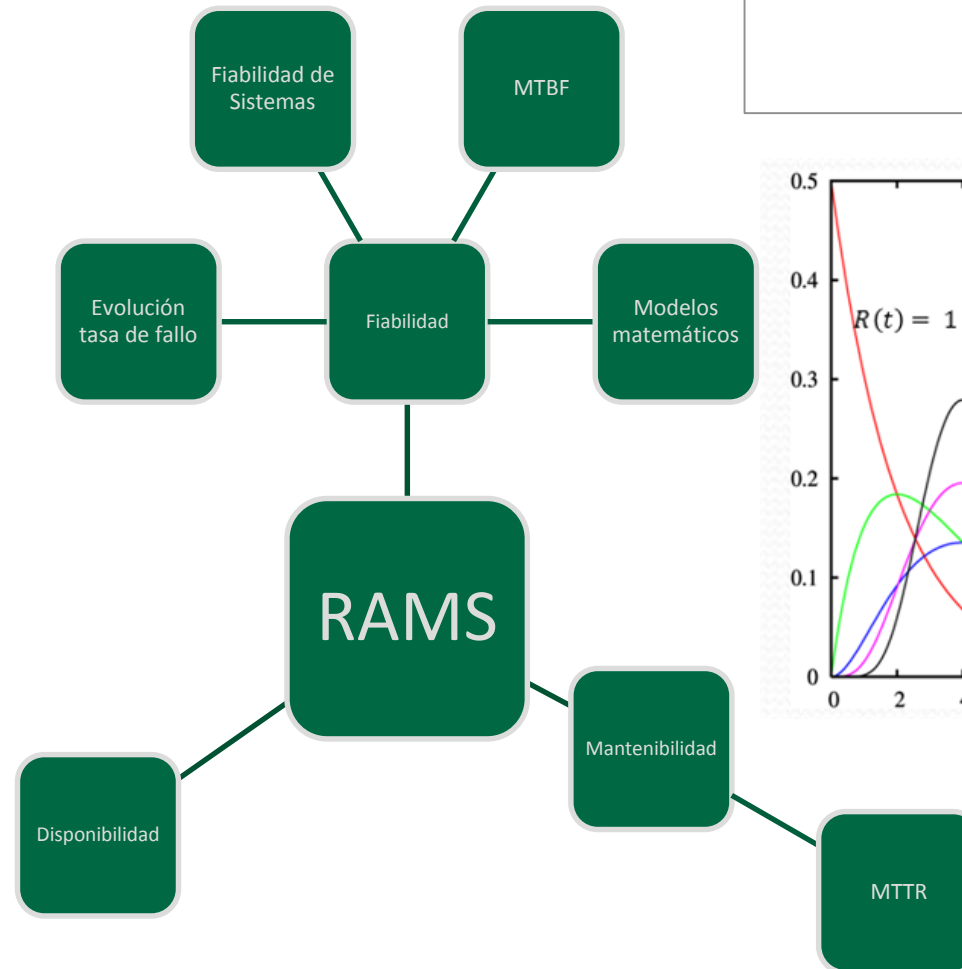 Fiabilidad de
Sistemas
MTBF
Evolución
tasa de fallo
Fiabilidad
Modelos
matemáticos
RAMS
Disponibilidad
Mantenibilidad
MTTR
0.5
0.4
R(t) = 1
0.3
0.2
0.1
0
0
2